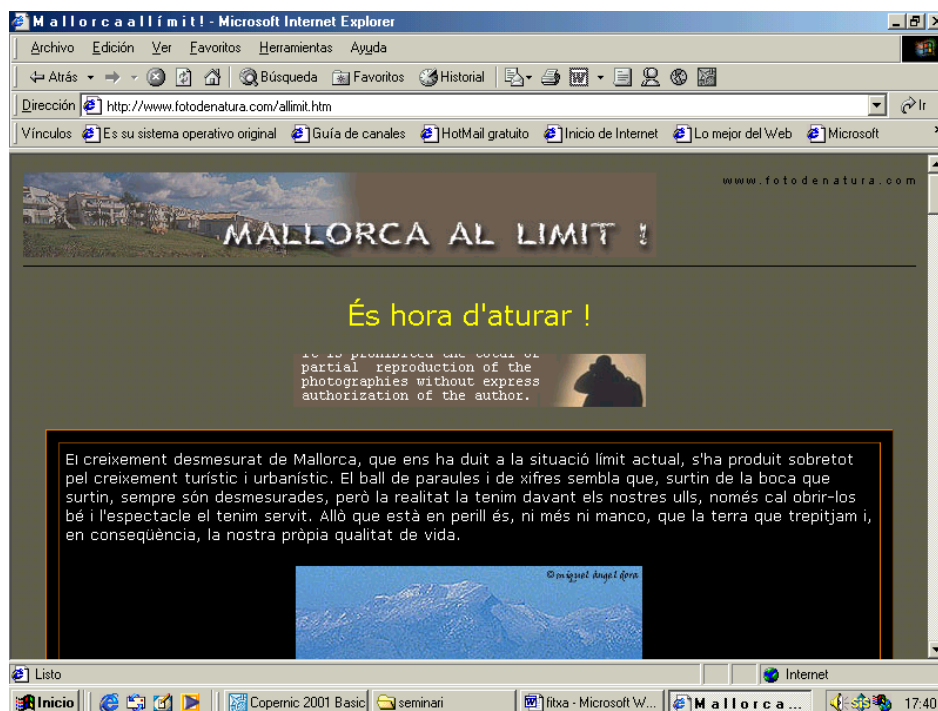 M a l l o r c a a l l í m i t ! - Microsoft Internet Explorer
Archivo Edición Ver Favoritos Herramientas Ayuda
Atrás Búsqueda Favoritos Historial
Dirección http://www.fotodenatura.com/allimit.htm Ir
Vínculos Es su sistema operativo original Guía de canales HotMail gratuito Inicio de Internet Lo mejor del Web Microsoft
www.fotodenatura.com
MALLORCA AL LIMIT !
És hora d'aturar !
It is prohibited the total or
partial reproduction of the
photographies without express
authorization of the author.
El creixement desmesurat de Mallorca, que ens ha duit a la situació límit actual, s'ha produit sobretot
pel creixement turístic i urbanístic. El ball de paraules i de xifres sembla que, surtin de la boca que
surtin, sempre són desmesurades, però la realitat la tenim davant els nostres ulls, només cal obrir-los
bé i l'espectacle el tenim servit. Allò que està en perill és, ni més ni manco, que la terra que trepitjam i,
en conseqüència, la nostra pròpia qualitat de vida.
Listo Internet
Inicio Copernic 2001 Basic seminari fitxa - Microsoft W... M a l l o r c a ... 17:40